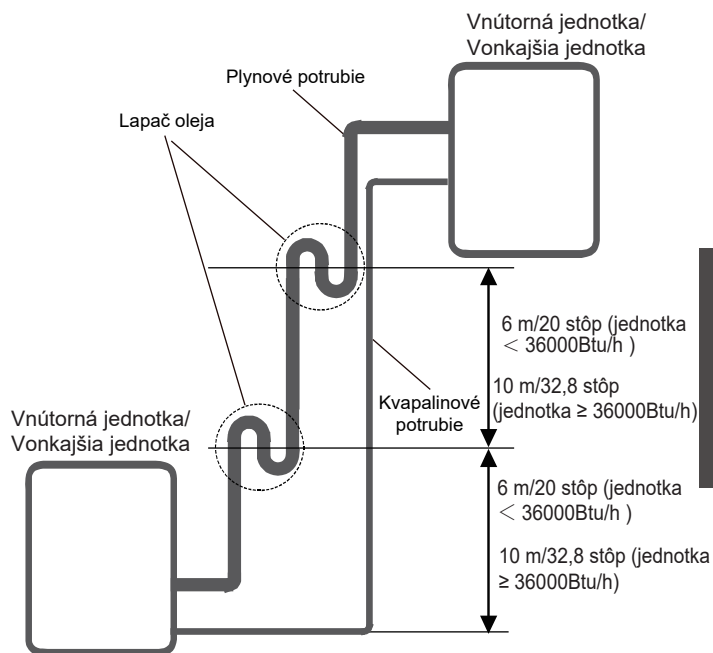 Vnútorná jednotka/
Vonkajšia jednotka
Plynové potrubie
Lapač oleja
6 m/20 stôp (jednotka
< 36000Btu/h )
10 m/32,8 stôp
(jednotka ≥ 36000Btu/h)
Kvapalinové
potrubie
Vnútorná jednotka/
Vonkajšia jednotka
6 m/20 stôp (jednotka
< 36000Btu/h )
10 m/32,8 stôp (jednotka
≥ 36000Btu/h)